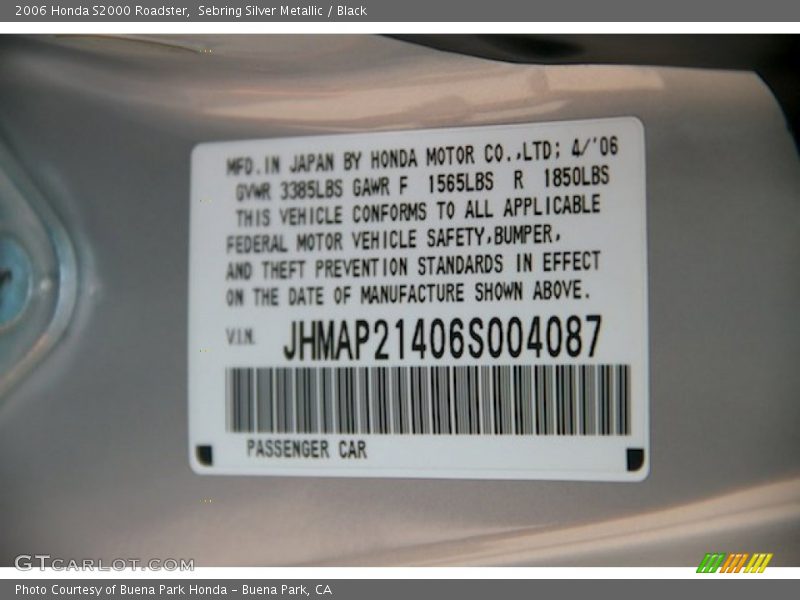 2006 Honda S2000 Roadster,  Sebring Silver Metallic / Black
MFD.IN JAPAN BY HONDA MOTOR CO.,LTD; 4/'06
GVWR 3385LBS GAWR F 1565LBS R 1850LBS
THIS VEHICLE CONFORMS TO ALL APPLICABLE
FEDERAL MOTOR VEHICLE SAFETY,BUMPER,
AND THEFT PREVENTION STANDARDS IN EFFECT
ON THE DATE OF MANUFACTURE SHOWN ABOVE.
V.I.N. JHMAP21406S004087
PASSENGER CAR
GTCARLOT.COM
Photo Courtesy of Buena Park Honda - Buena Park, CA